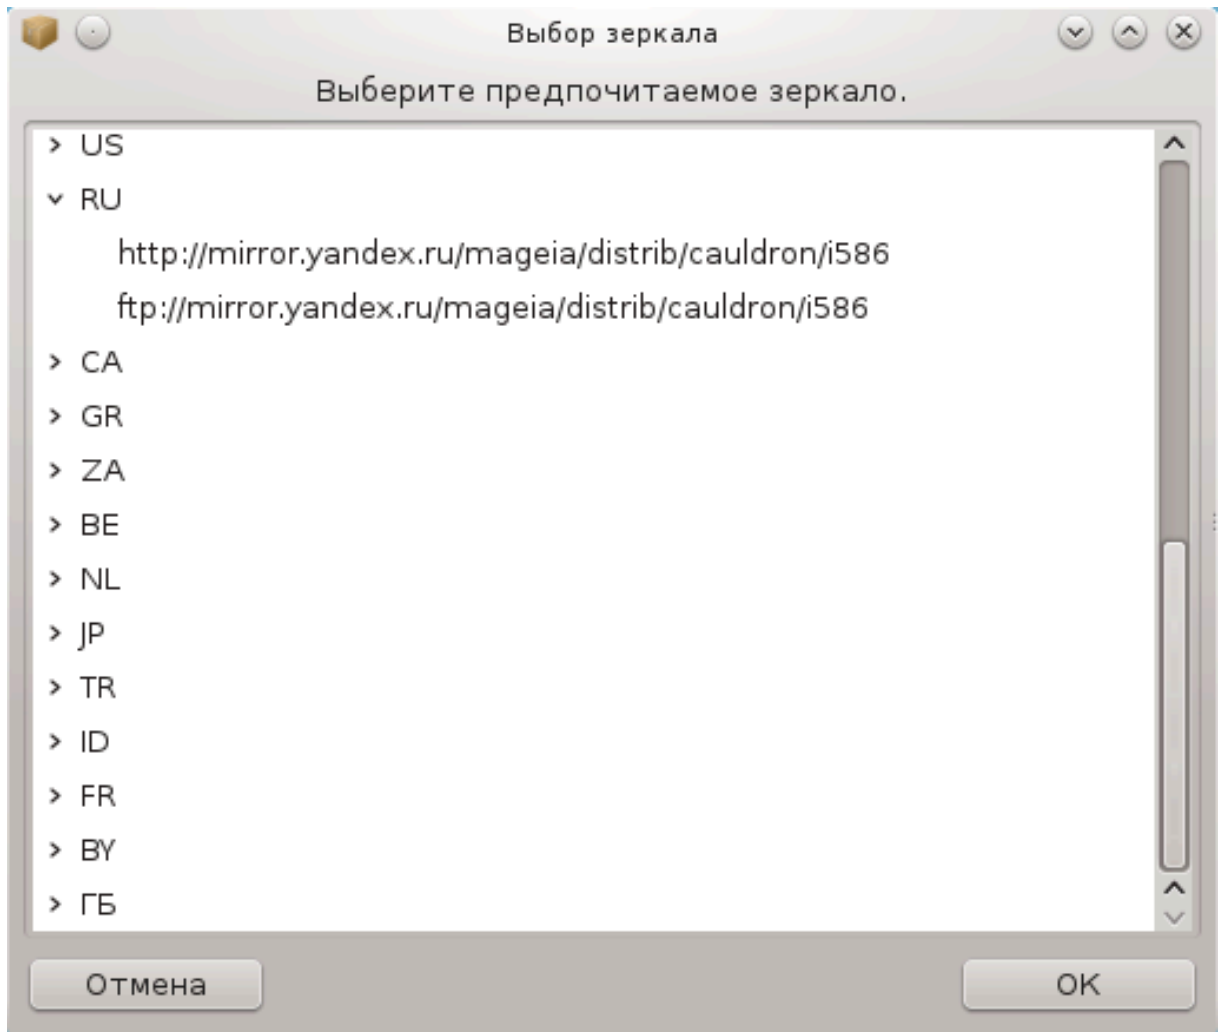 Выбор зеркала
Выберите предпочитаемое зеркало.
US
RU
http://mirror.yandex.ru/mageia/distrib/cauldron/i586
ftp://mirror.yandex.ru/mageia/distrib/cauldron/i586
CA
GR
ZA
BE
NL
JP
TR
ID
FR
BY
ГБ
Отмена
OK